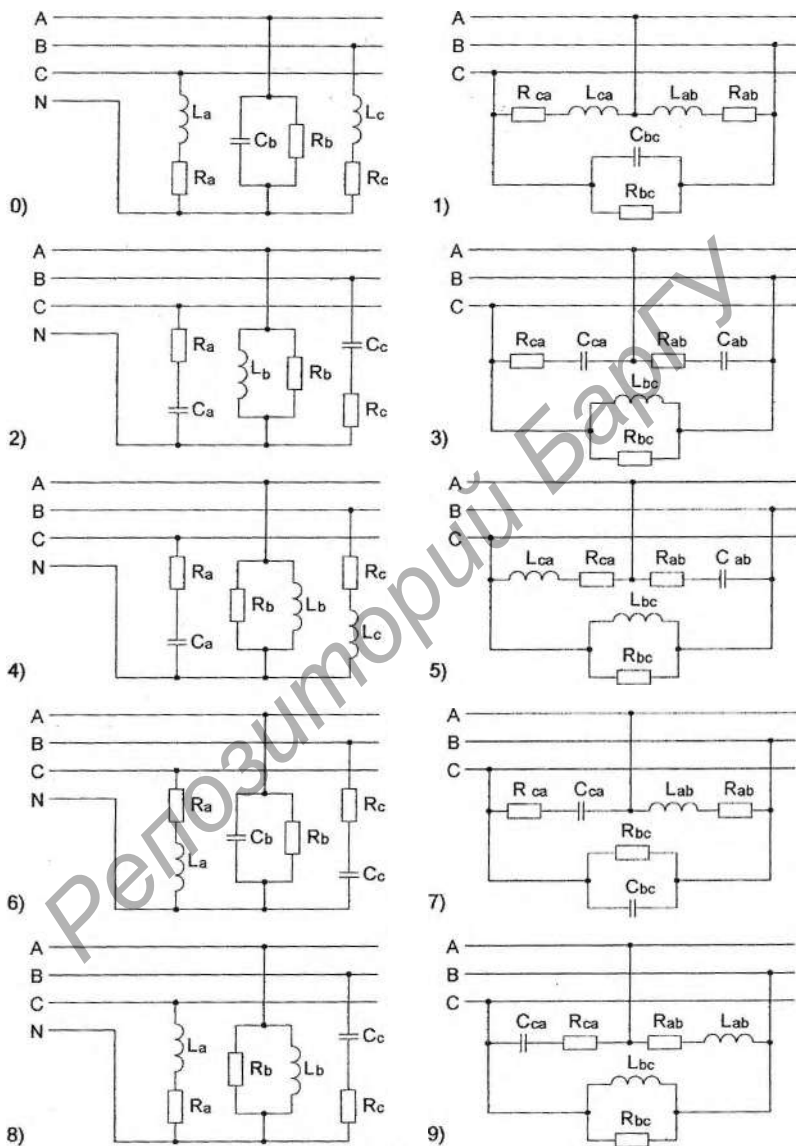 A
B
C
N
La
Ra
Cb
Rb
Lc
Rc
0)
A
B
C
R ca
Lca
Lab
Rab
Cbc
Rbc
1)
A
B
C
N
Ra
Ca
Lb
Rb
Cc
Rc
2)
A
B
C
Rca
Cca
Rab
Cab
Lbc
Rbc
3)
A
B
C
N
Ra
Ca
Rb
Lb
Rc
Lc
4)
A
B
C
Lca
Rca
Rab
C ab
Lbc
Rbc
5)
A
B
C
N
Ra
La
Cb
Rb
Rc
Cc
6)
A
B
C
R ca
Cca
Lab
Rab
Rbc
Cbc
7)
A
B
C
N
La
Ra
Rb
Lb
Cc
Rc
8)
A
B
C
Cca
Rca
Rab
Lab
Lbc
Rbc
9)
Репозиторий БарГУ